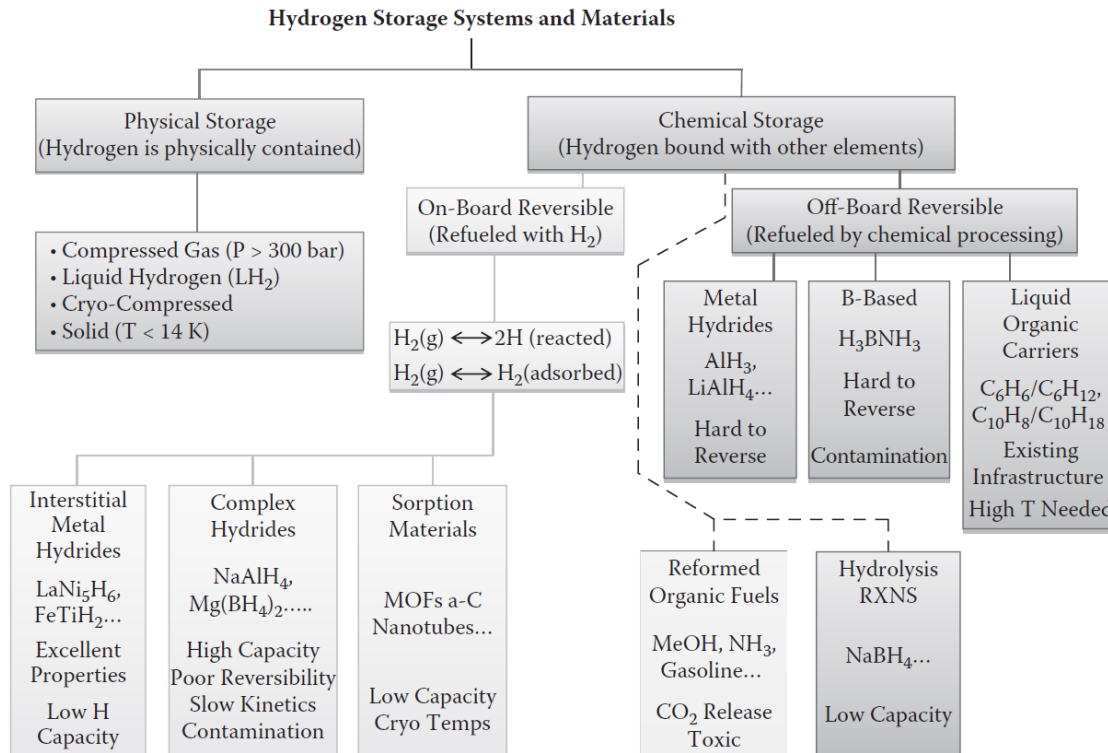 Hydrogen Storage Systems and Materials
Physical Storage
(Hydrogen is physically contained)
Chemical Storage
(Hydrogen bound with other elements)
• Compressed Gas (P > 300 bar)
• Liquid Hydrogen (LH₂)
• Cryo-Compressed
• Solid (T < 14 K)
On-Board Reversible
(Refueled with H₂)
Off-Board Reversible
(Refueled by chemical processing)
H₂(g) ⟷ 2H (reacted)
H₂(g) ⟷ H₂(adsorbed)
Metal
Hydrides
AlH₃,
LiAlH₄…
Hard to
Reverse
B-Based
H₃BNH₃
Hard to
Reverse
Contamination
Liquid
Organic
Carriers
C₆H₆/C₆H₁₂,
C₁₀H₈/C₁₀H₁₈
Existing
Infrastructure
High T Needed
Interstitial
Metal
Hydrides
LaNi₅H₆,
FeTiH₂…
Excellent
Properties
Low H
Capacity
Complex
Hydrides
NaAlH₄,
Mg(BH₄)₂.....
High Capacity
Poor Reversibility
Slow Kinetics
Contamination
Sorption
Materials
MOFs a-C
Nanotubes…
Low Capacity
Cryo Temps
Reformed
Organic Fuels
MeOH, NH₃,
Gasoline…
CO₂ Release
Toxic
Hydrolysis
RXNS
NaBH₄…
Low Capacity